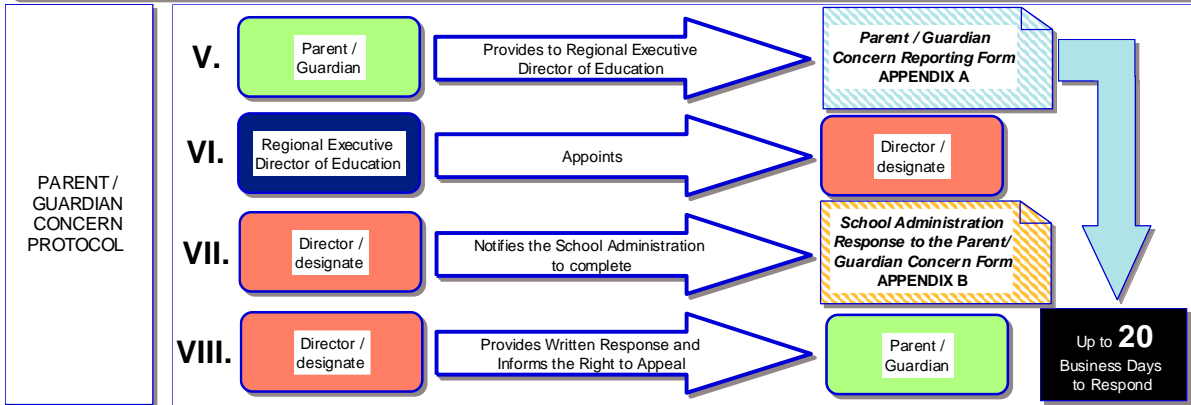 PARENT /
GUARDIAN
CONCERN
PROTOCOL
V.
Parent /
Guardian
Provides to Regional Executive
Director of Education
Parent / Guardian
Concern Reporting Form
APPENDIX A
VI.
Regional Executive
Director of Education
Appoints
Director /
designate
VII.
Director /
designate
Notifies the School Administration
to complete
School Administration
Response to the Parent/
Guardian Concern Form
APPENDIX B
VIII.
Director /
designate
Provides Written Response and
Informs the Right to Appeal
Parent /
Guardian
Up to 20
Business Days
to Respond